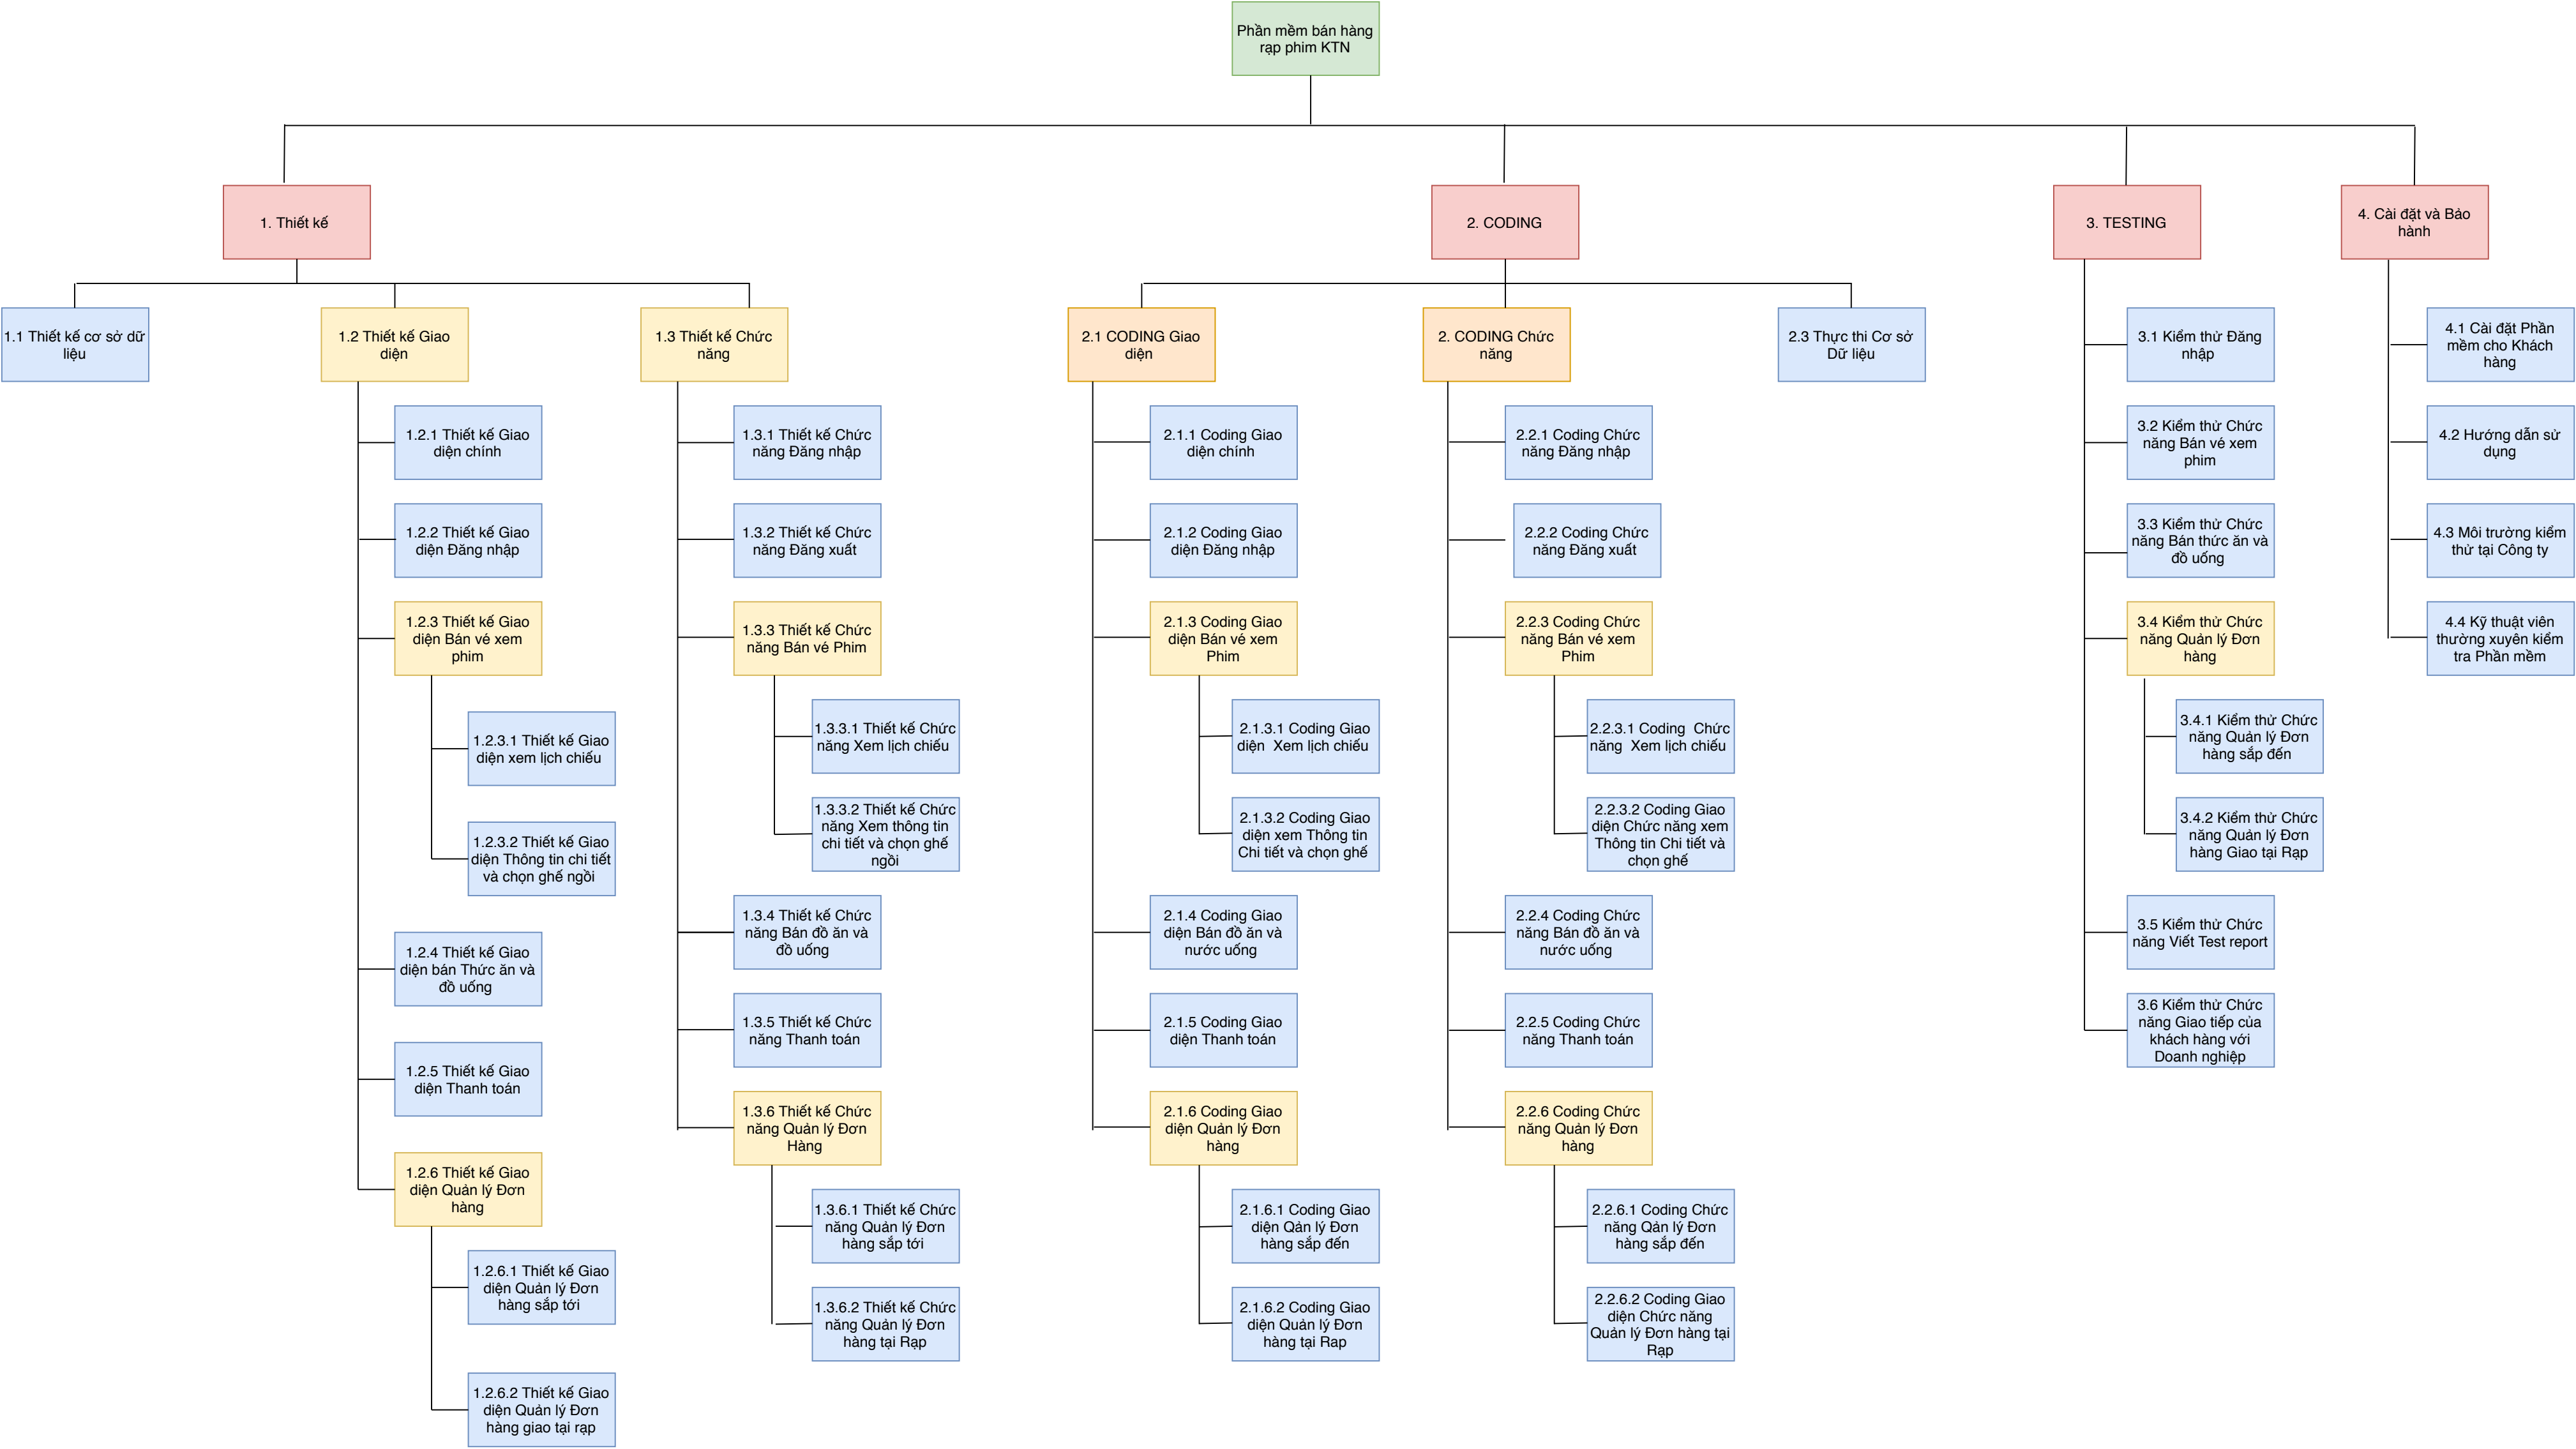 Phần mềm bán hàng
rạp phim KTN
1. Thiết kế
2. CODING
3. TESTING
4. Cài đặt và Bảo
hành
1.1 Thiết kế cơ sở dữ
liệu
1.2 Thiết kế Giao
diện
1.3 Thiết kế Chức
năng
2.1 CODING Giao
diện
2. CODING Chức
năng
2.3 Thực thi Cơ sở
Dữ liệu
1.2.1 Thiết kế Giao
diện chính
1.2.2 Thiết kế Giao
diện Đăng nhập
1.2.3 Thiết kế Giao
diện Bán vé xem
phim
1.2.3.1 Thiết kế Giao
diện xem lịch chiếu
1.2.3.2 Thiết kế Giao
diện Thông tin chi tiết
và chọn ghế ngồi
1.2.4 Thiết kế Giao
diện bán Thức ăn và
đồ uống
1.2.5 Thiết kế Giao
diện Thanh toán
1.2.6 Thiết kế Giao
diện Quản lý Đơn
hàng
1.2.6.1 Thiết kế Giao
diện Quản lý Đơn
hàng sắp tới
1.2.6.2 Thiết kế Giao
diện Quản lý Đơn
hàng giao tại rạp
1.3.1 Thiết kế Chức
năng Đăng nhập
1.3.2 Thiết kế Chức
năng Đăng xuất
1.3.3 Thiết kế Chức
năng Bán vé Phim
1.3.3.1 Thiết kế Chức
năng Xem lịch chiếu
1.3.3.2 Thiết kế Chức
năng Xem thông tin
chi tiết và chọn ghế
ngồi
1.3.4 Thiết kế Chức
năng Bán đồ ăn và
đồ uống
1.3.5 Thiết kế Chức
năng Thanh toán
1.3.6 Thiết kế Chức
năng Quản lý Đơn
Hàng
1.3.6.1 Thiết kế Chức
năng Quản lý Đơn
hàng sắp tới
1.3.6.2 Thiết kế Chức
năng Quản lý Đơn
hàng tại Rạp
2.1.1 Coding Giao
diện chính
2.1.2 Coding Giao
diện Đăng nhập
2.1.3 Coding Giao
diện Bán vé xem
Phim
2.1.3.1 Coding Giao
diện Xem lịch chiếu
2.1.3.2 Coding Giao
diện xem Thông tin
Chi tiết và chọn ghế
2.1.4 Coding Giao
diện Bán đồ ăn và
nước uống
2.1.5 Coding Giao
diện Thanh toán
2.1.6 Coding Giao
diện Quản lý Đơn
hàng
2.1.6.1 Coding Giao
diện Qản lý Đơn
hàng sắp đến
2.1.6.2 Coding Giao
diện Quản lý Đơn
hàng tại Rap
2.2.1 Coding Chức
năng Đăng nhập
2.2.2 Coding Chức
năng Đăng xuất
2.2.3 Coding Chức
năng Bán vé xem
Phim
2.2.3.1 Coding Chức
năng Xem lịch chiếu
2.2.3.2 Coding Giao
diện Chức năng xem
Thông tin Chi tiết và
chọn ghế
2.2.4 Coding Chức
năng Bán đồ ăn và
nước uống
2.2.5 Coding Chức
năng Thanh toán
2.2.6 Coding Chức
năng Quản lý Đơn
hàng
2.2.6.1 Coding Chức
năng Qản lý Đơn
hàng sắp đến
2.2.6.2 Coding Giao
diện Chức năng
Quản lý Đơn hàng tại
Rạp
3.1 Kiểm thử Đăng
nhập
3.2 Kiểm thử Chức
năng Bán vé xem
phim
3.3 Kiểm thử Chức
năng Bán thức ăn và
đồ uống
3.4 Kiểm thử Chức
năng Quản lý Đơn
hàng
3.4.1 Kiểm thử Chức
năng Quản lý Đơn
hàng sắp đến
3.4.2 Kiểm thử Chức
năng Quản lý Đơn
hàng Giao tại Rạp
3.5 Kiểm thử Chức
năng Viết Test report
3.6 Kiểm thử Chức
năng Giao tiếp của
khách hàng với
Doanh nghiệp
4.1 Cài đặt Phần
mềm cho Khách
hàng
4.2 Hướng dẫn sử
dụng
4.3 Môi trường kiểm
thử tại Công ty
4.4 Kỹ thuật viên
thường xuyên kiểm
tra Phần mềm